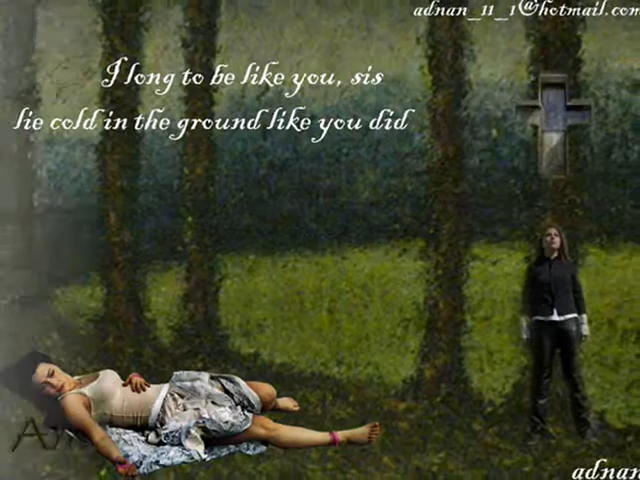 adnan_11_1@hotmail.com
I long to be like you, sis
lie cold in the ground like you did
adnan